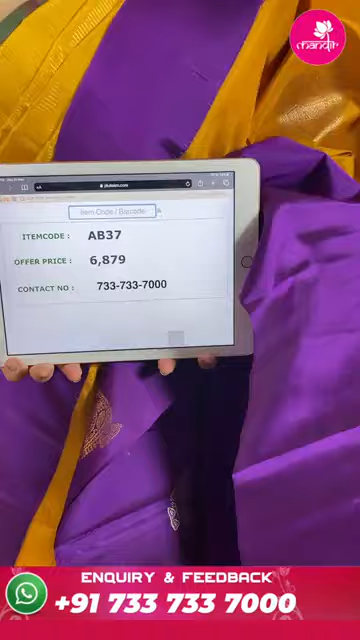 chandir
Item Code / Barcode
ITEMCODE : AB37
OFFER PRICE : 6,879
CONTACT NO : 733-733-7000
ENQUIRY & FEEDBACK
+91 733 733 7000